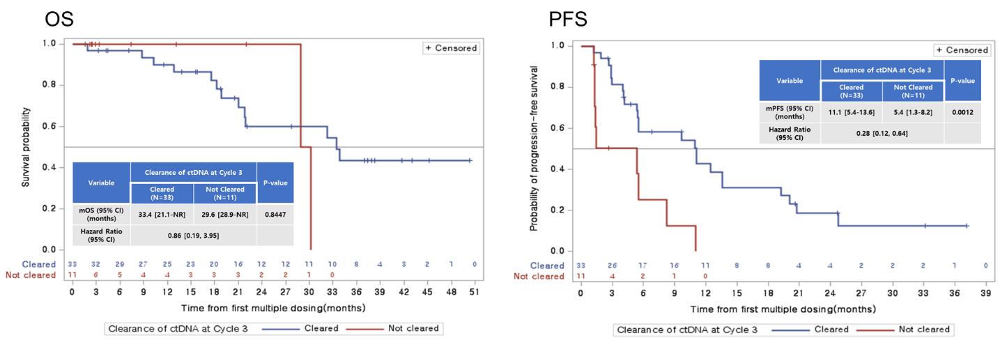 OS
1.0
0.8
0.6
0.4
0.2
0.0
Survival probability
+ Censored
Variable
Clearance of ctDNA at Cycle 3
P-value
Cleared
(N=33)
Not Cleared
(N=11)
mOS (95% CI)
(months)
33.4 [21.1-NR]
29.6 [28.9-NR]
0.8447
Hazard Ratio
(95% CI)
0.86 [0.19, 3.95]
Cleared 33 32 29 27 25 23 20 16 12 12 11 10 8 4 3 2 1 0
Not cleared 11 6 5 4 4 3 3 3 2 2 1 0
0 3 6 9 12 15 18 21 24 27 30 33 36 39 42 45 48 51
Time from first multiple dosing(months)
Clearance of ctDNA at Cycle 3 Cleared Not cleared
PFS
1.0
0.8
0.6
0.4
0.2
0.0
Probability of progression-free survival
+ Censored
Variable
Clearance of ctDNA at Cycle 3
P-value
Cleared
(N=33)
Not Cleared
(N=11)
mPFS (95% CI)
(months)
11.1 [5.4-13.6]
5.4 [1.3-8.2]
0.0012
Hazard Ratio
(95% CI)
0.28 [0.12, 0.64]
Cleared 33 26 17 16 11 8 8 4 4 2 2 2 1 0
Not cleared 11 4 2 1 0
0 3 6 9 12 15 18 21 24 27 30 33 36 39
Time from first multiple dosing(months)
Clearance of ctDNA at Cycle 3 Cleared Not cleared